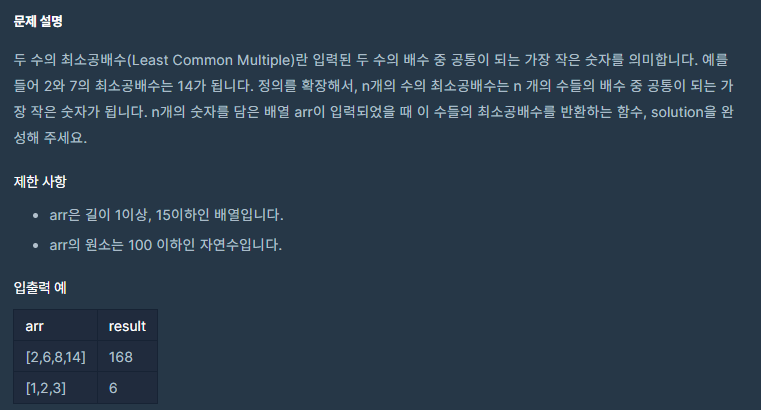 문제 설명
두 수의 최소공배수(Least Common Multiple)란 입력된 두 수의 배수 중 공통이 되는 가장 작은 숫자를 의미합니다. 예를
들어 2와 7의 최소공배수는 14가 됩니다. 정의를 확장해서, n개의 수의 최소공배수는 n 개의 수들의 배수 중 공통이 되는 가
장 작은 숫자가 됩니다. n개의 숫자를 담은 배열 arr이 입력되었을 때 이 수들의 최소공배수를 반환하는 함수, solution을 완
성해 주세요.
제한 사항
• arr은 길이 1이상, 15이하인 배열입니다.
• arr의 원소는 100 이하인 자연수입니다.
입출력 예
arr result
[2,6,8,14] 168
[1,2,3] 6